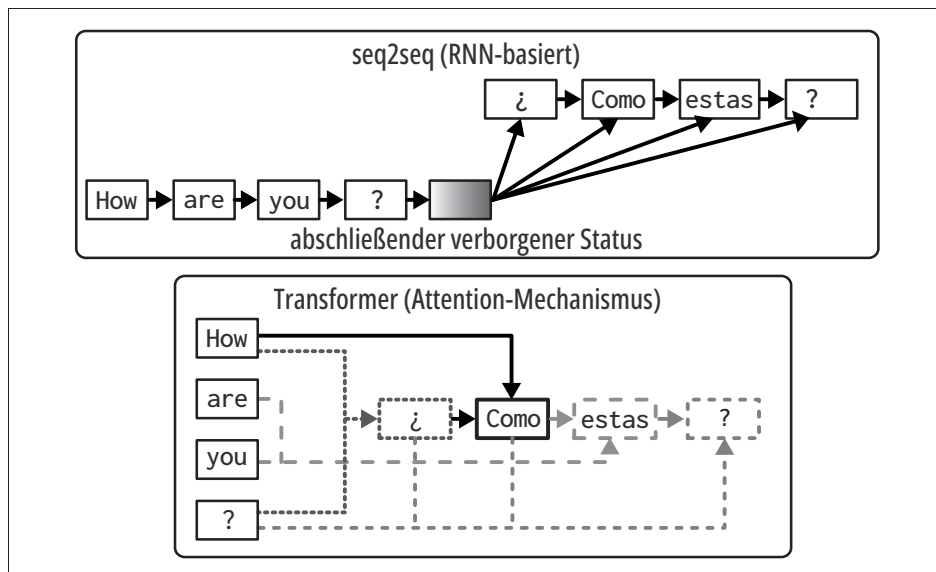 seq2seq (RNN-basiert)
¿ Como estas ?
How are you ?
abschließender verborgener Status
Transformer (Attention-Mechanismus)
How
are
¿ Como estas ?
you
?